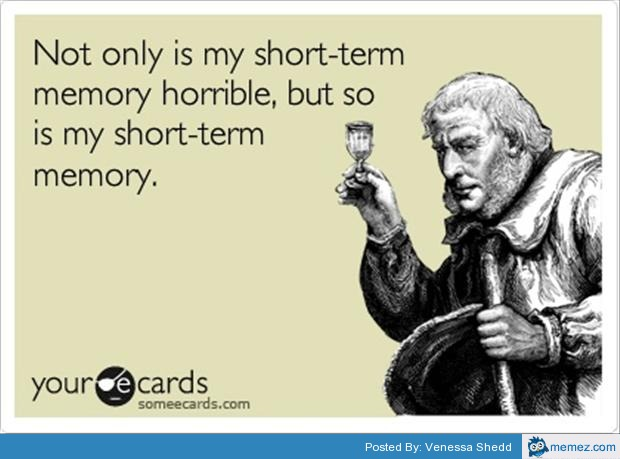 Not only is my short-term
memory horrible, but so
is my short-term
memory.
your e cards
someecards.com
Posted By: Venessa Shedd
memez.com